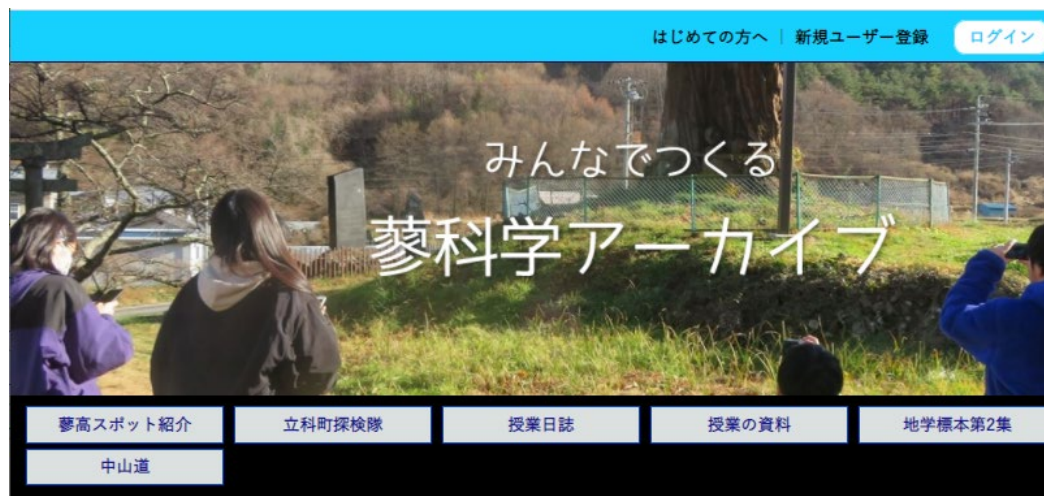 はじめての方へ | 新規ユーザー登録 ログイン
みんなでつくる
蓼科学アーカイブ
蓼高スポット紹介 立科町探検隊 授業日誌 授業の資料 地学標本第2集
中山道